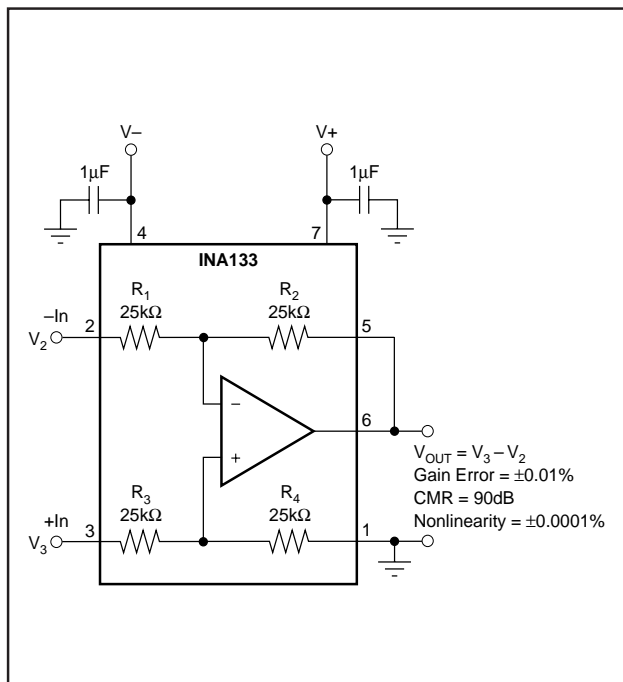 V–
V+
1µF
1µF
4
7
INA133
R1
R2
–In
25kΩ
25kΩ
2
5
V2
–
6
+
VOUT = V3 – V2
Gain Error = ±0.01%
CMR = 90dB
Nonlinearity = ±0.0001%
R3
R4
+In
25kΩ
25kΩ
3
1
V3